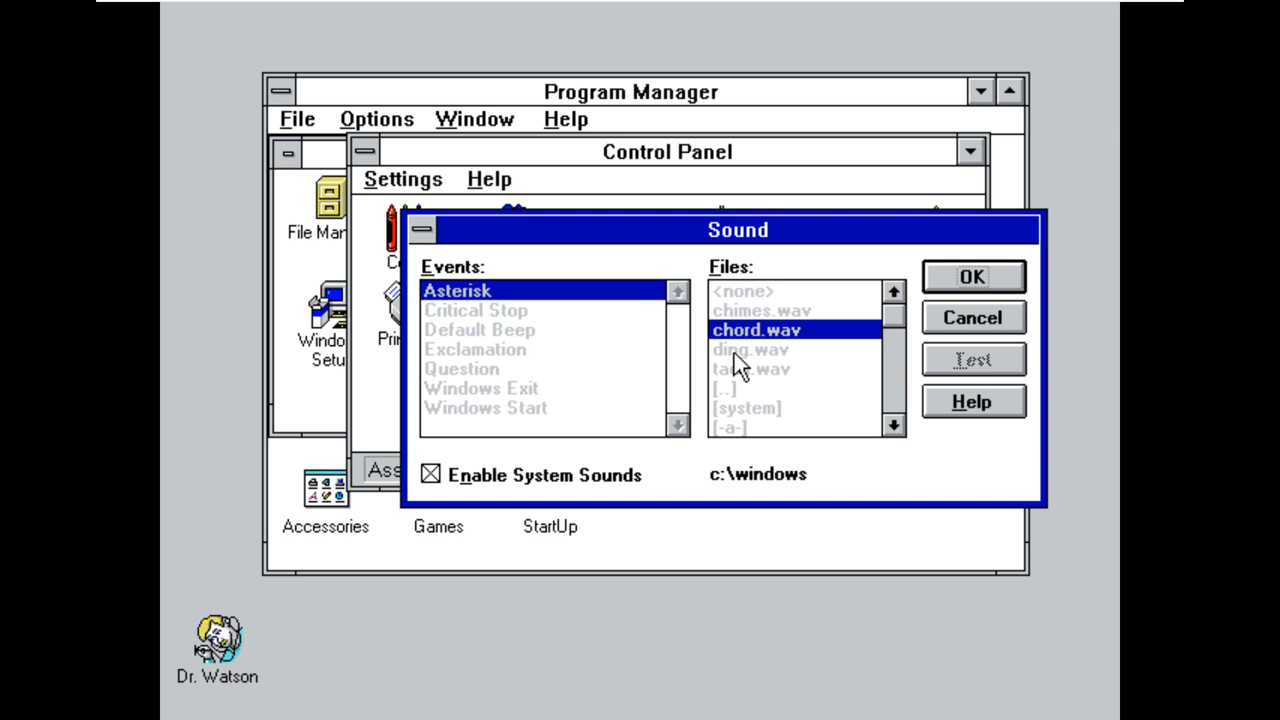 Program Manager
File Options Window Help
Control Panel
Settings Help
File Man
Sound
Events:
Files:
Asterisk
Critical Stop
Default Beep
Exclamation
Question
Windows Exit
Windows Start
<none>
chimes.wav
chord.wav
ding.wav
[..]
[system]
[-a-]
OK
Cancel
Test
Help
Enable System Sounds
c:\windows
Windo
Setu
Prin
Ass
Accessories
Games
StartUp
Dr. Watson